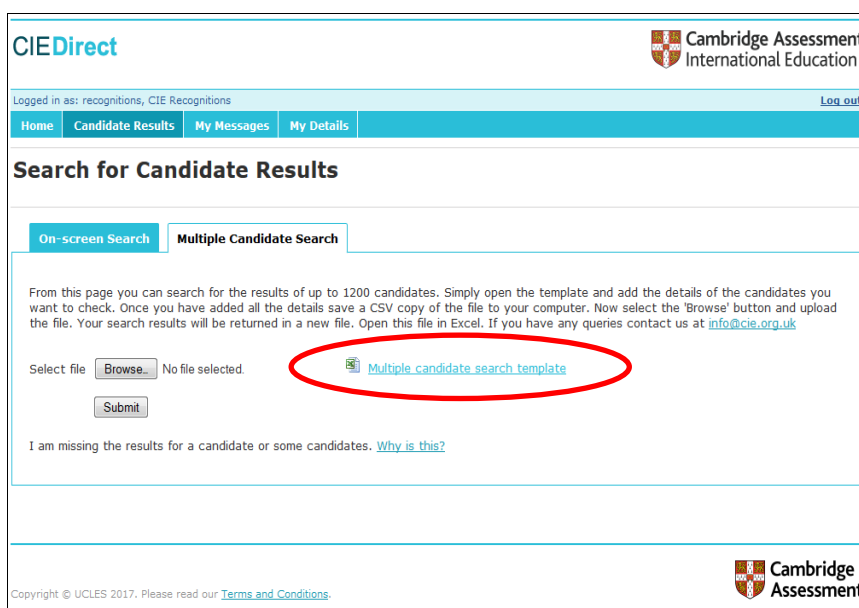 CIEDirect
Cambridge Assessment
International Education
Logged in as: recognitions, CIE Recognitions
Log out
Home Candidate Results My Messages My Details
Search for Candidate Results
On-screen Search Multiple Candidate Search
From this page you can search for the results of up to 1200 candidates. Simply open the template and add the details of the candidates you
want to check. Once you have added all the details save a CSV copy of the file to your computer. Now select the 'Browse' button and upload
the file. Your search results will be returned in a new file. Open this file in Excel. If you have any queries contact us at info@cie.org.uk
Select file Browse... No file selected. Multiple candidate search template
Submit
I am missing the results for a candidate or some candidates. Why is this?
Cambridge
Assessment
Copyright © UCLES 2017. Please read our Terms and Conditions.